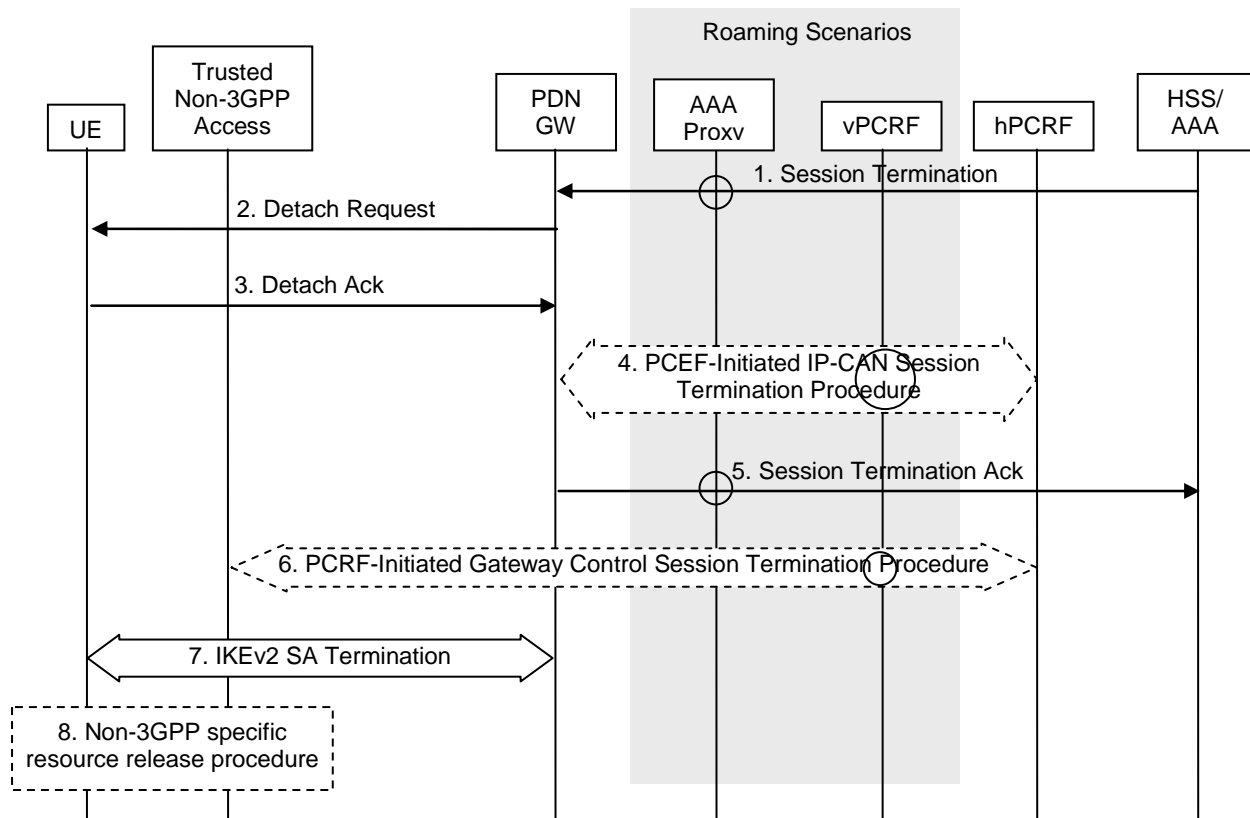 Roaming Scenarios
UE
Trusted
Non-3GPP
Access
PDN
GW
AAA
Proxv
vPCRF
hPCRF
HSS/
AAA
1. Session Termination
2. Detach Request
3. Detach Ack
4. PCEF-Initiated IP-CAN Session
Termination Procedure
5. Session Termination Ack
6. PCRF-Initiated Gateway Control Session Termination Procedure
7. IKEv2 SA Termination
8. Non-3GPP specific
resource release procedure